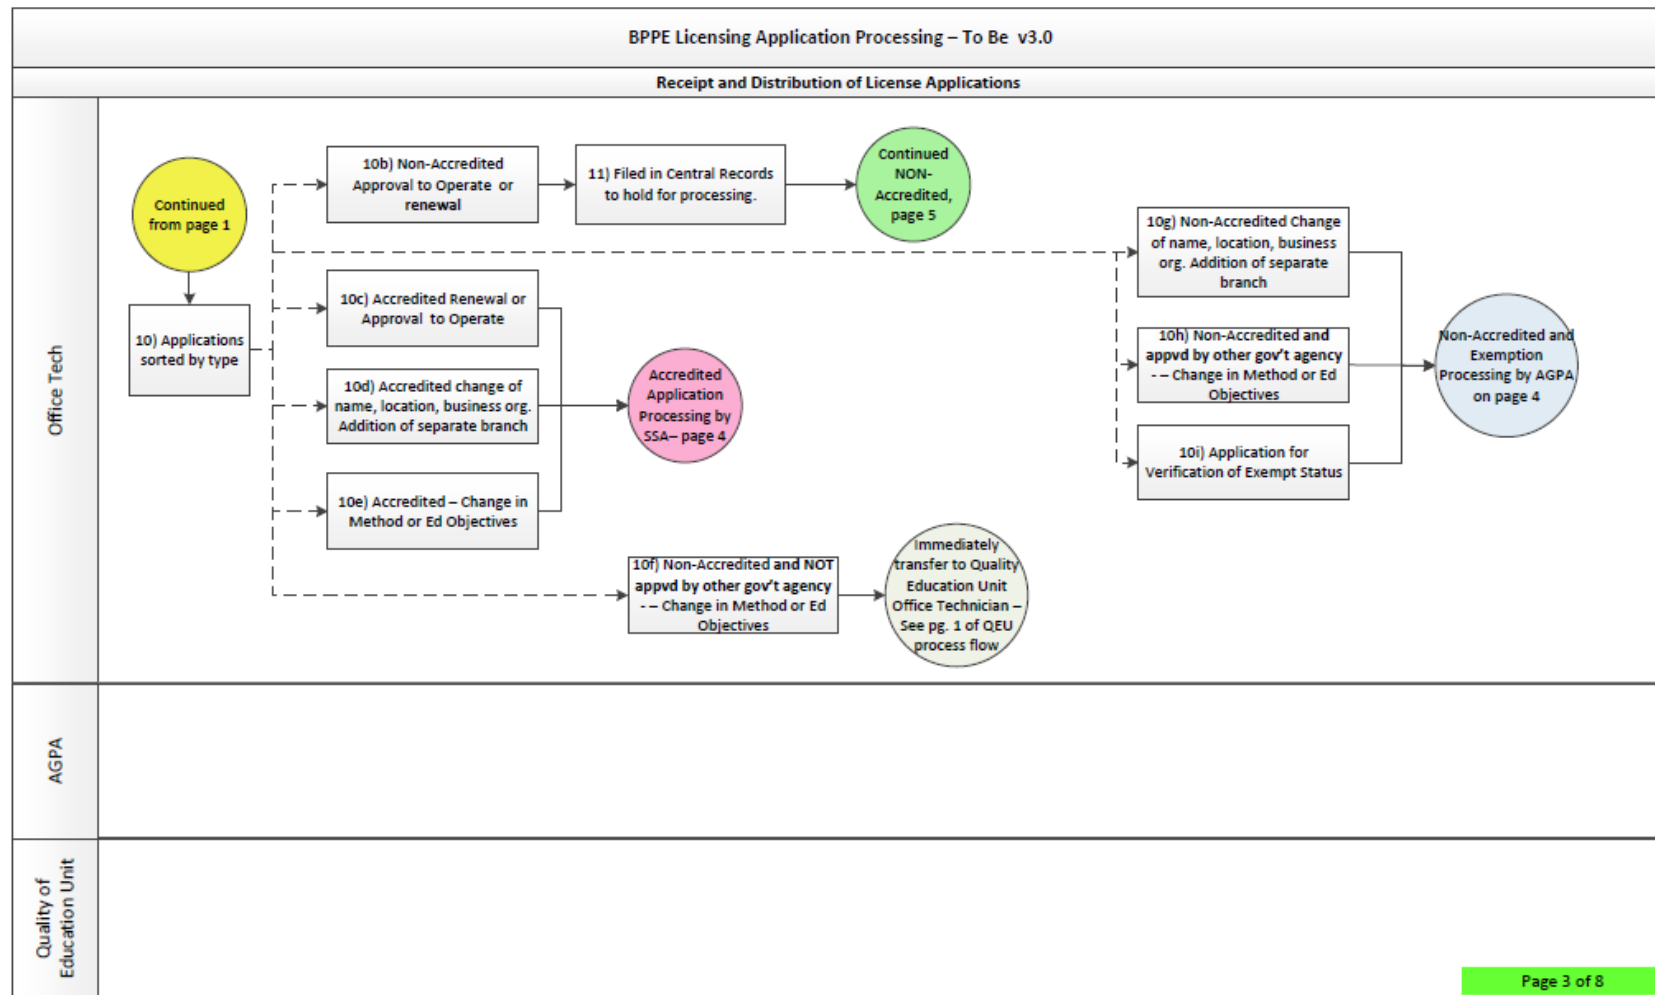 BPPE Licensing Application Processing – To Be v3.0
Receipt and Distribution of License Applications
Office Tech
Continued
from page 1
10) Applications
sorted by type
10b) Non-Accredited
Approval to Operate or
renewal
11) Filed in Central Records
to hold for processing.
Continued
NON-
Accredited,
page 5
10c) Accredited Renewal or
Approval to Operate
10d) Accredited change of
name, location, business org.
Addition of separate branch
10e) Accredited – Change in
Method or Ed Objectives
Accredited
Application
Processing by
SSA– page 4
10f) Non-Accredited and NOT
appvd by other gov't agency
- – Change in Method or Ed
Objectives
Immediately
transfer to Quality
Education Unit
Office Technician –
See pg. 1 of QEU
process flow
10g) Non-Accredited Change
of name, location, business
org. Addition of separate
branch
10h) Non-Accredited and
appvd by other gov't agency
- – Change in Method or Ed
Objectives
10i) Application for
Verification of Exempt Status
Non-Accredited and
Exemption
Processing by AGPA
on page 4
AGPA
Quality of
Education Unit
Page 3 of 8